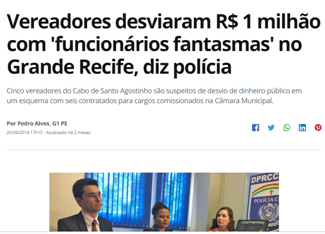 Vereadores desviaram R$ 1 milhão
com 'funcionários fantasmas' no
Grande Recife, diz polícia
Cinco vereadores do Cabo de Santo Agostinho são suspeitos de desvio de dinheiro público em
um esquema com seis contratados para cargos comissionados na Câmara Municipal.
Por Pedro Alves, G1 PE
20/09/2018 17h15 · Atualizado há 2 meses
DPRCC
POLÍCIA CI